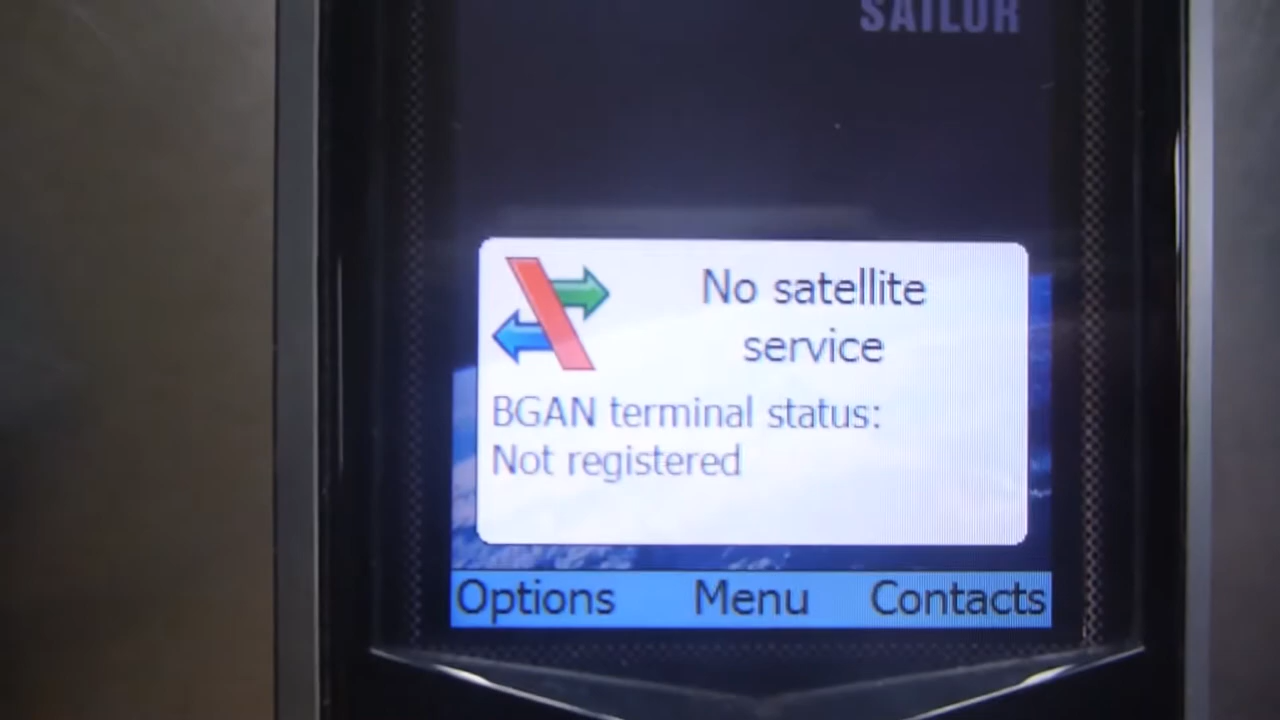 SAILOR
No satellite
service
BGAN terminal status:
Not registered
Options Menu Contacts